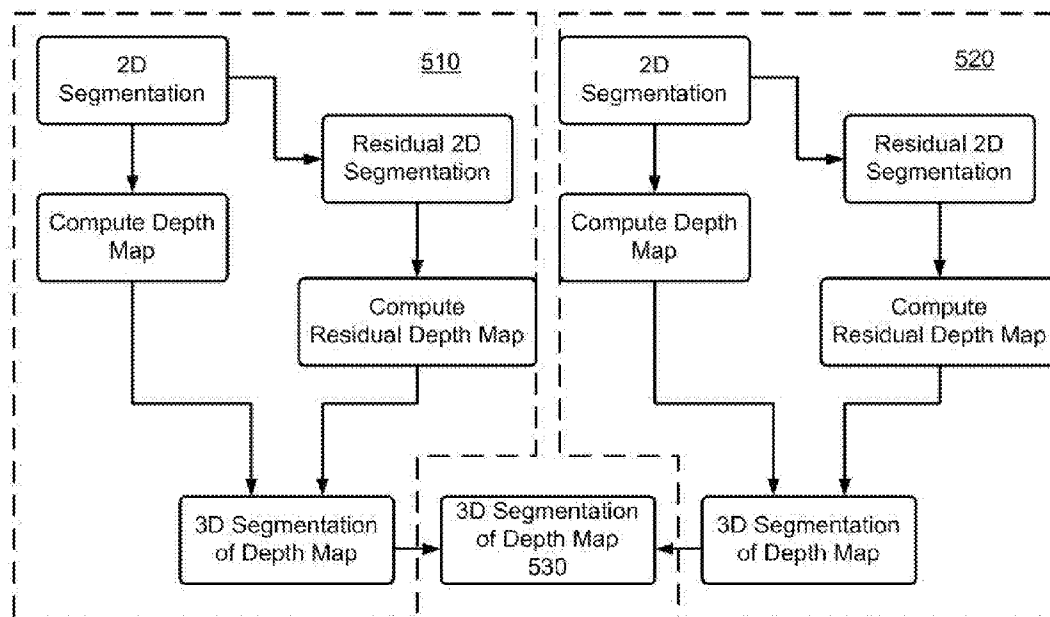 510
2D
Segmentation
Residual 2D
Segmentation
Compute Depth
Map
Compute
Residual Depth Map
3D Segmentation
of Depth Map
520
2D
Segmentation
Residual 2D
Segmentation
Compute Depth
Map
Compute
Residual Depth Map
3D Segmentation
of Depth Map
3D Segmentation
of Depth Map
530